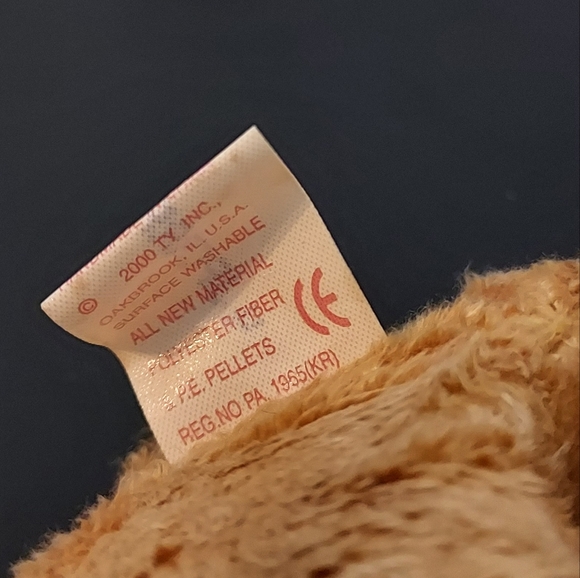 © 2000 TY INC.,
OAKBROOK, IL. U.S.A.
SURFACE WASHABLE
ALL NEW MATERIAL
POLYESTER FIBER
& P.E. PELLETS
REG.NO PA. 1965(KR)
CE